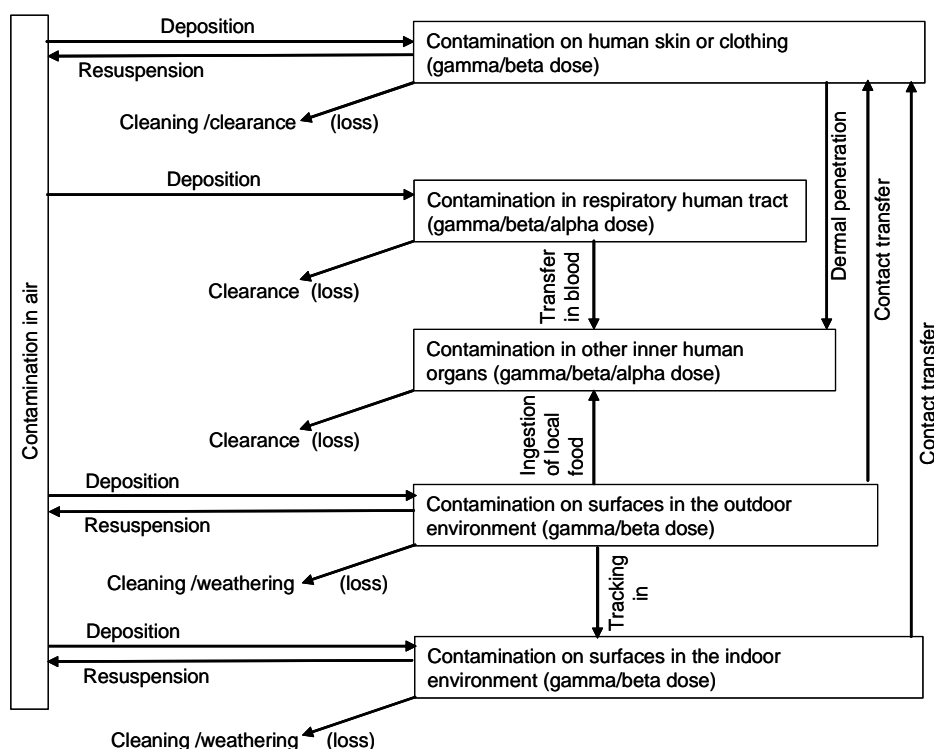 Deposition
Contamination on human skin or clothing
(gamma/beta dose)
Resuspension
Cleaning /clearance (loss)
Dermal penetration
Contact transfer
Contact transfer
Deposition
Contamination in respiratory human tract
(gamma/beta/alpha dose)
Clearance (loss)
Transfer
in blood
Contamination in air
Contamination in other inner human
organs (gamma/beta/alpha dose)
Clearance (loss)
Ingestion
of local
food
Deposition
Contamination on surfaces in the outdoor
environment (gamma/beta dose)
Resuspension
Cleaning /weathering (loss)
Tracking
in
Deposition
Contamination on surfaces in the indoor
environment (gamma/beta dose)
Resuspension
Cleaning /weathering (loss)